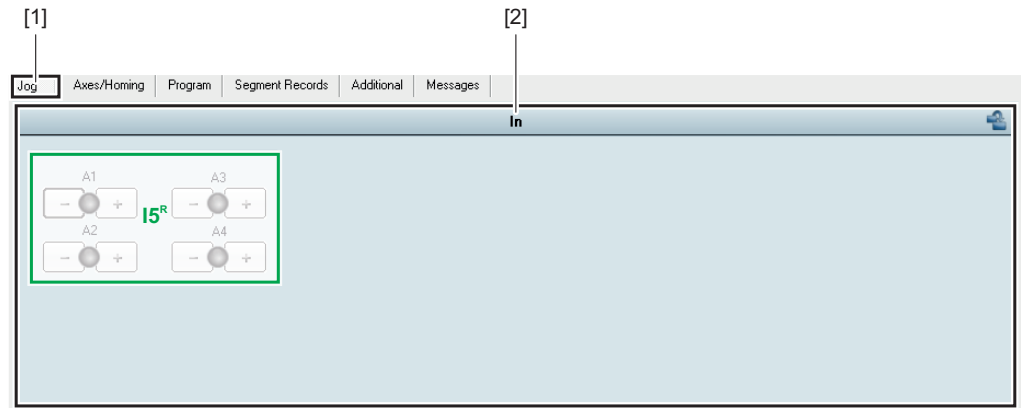 [1] [2]
Jog Axes/Homing Program Segment Records Additional Messages
In
A1 A3
− + I5ᴿ − +
A2 A4
− + − +